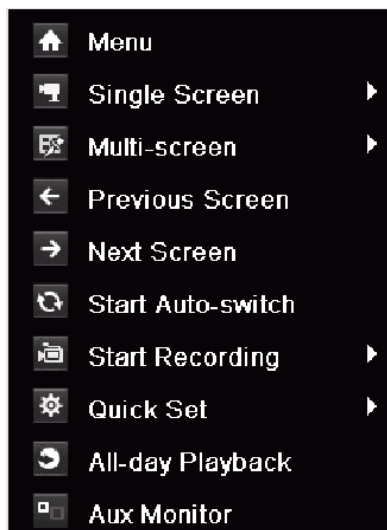 Menu
Single Screen
Multi-screen
Previous Screen
Next Screen
Start Auto-switch
Start Recording
Quick Set
All-day Playback
Aux Monitor